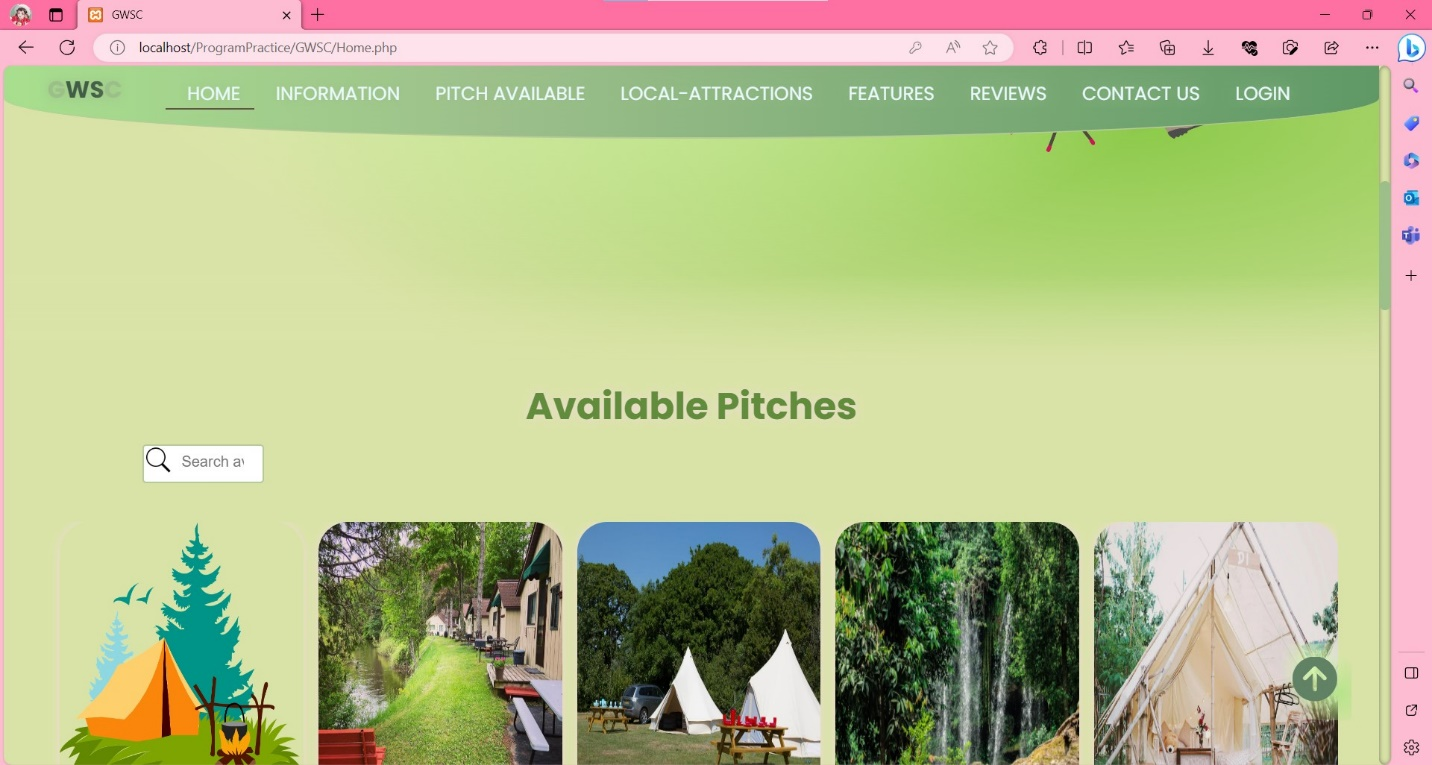 GWSC
localhost/ProgramPractice/GWSC/Home.php
GWSC
HOME
INFORMATION
PITCH AVAILABLE
LOCAL-ATTRACTIONS
FEATURES
REVIEWS
CONTACT US
LOGIN
Available Pitches
Search av